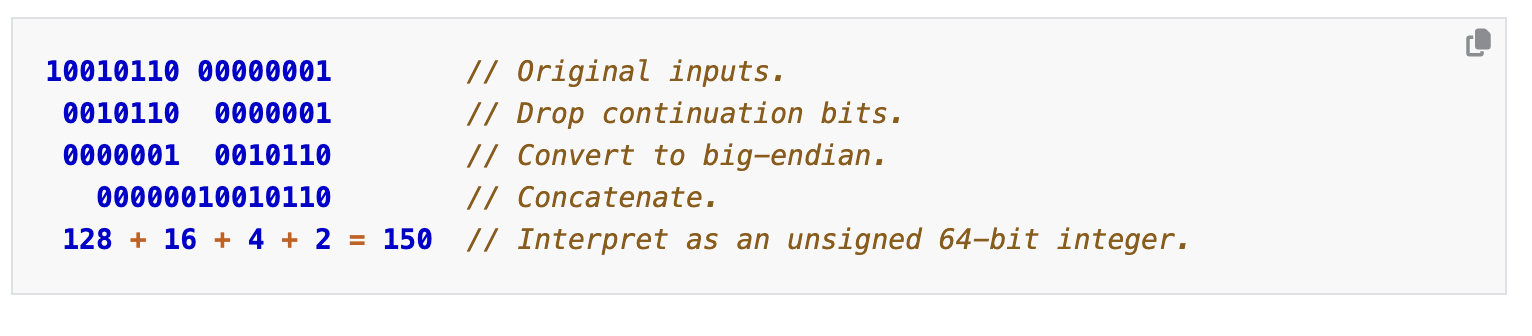 10010110 00000001        // Original inputs.
 0010110  0000001        // Drop continuation bits.
 0000001  0010110        // Convert to big-endian.
   00000010010110        // Concatenate.
 128 + 16 + 4 + 2 = 150  // Interpret as an unsigned 64-bit integer.